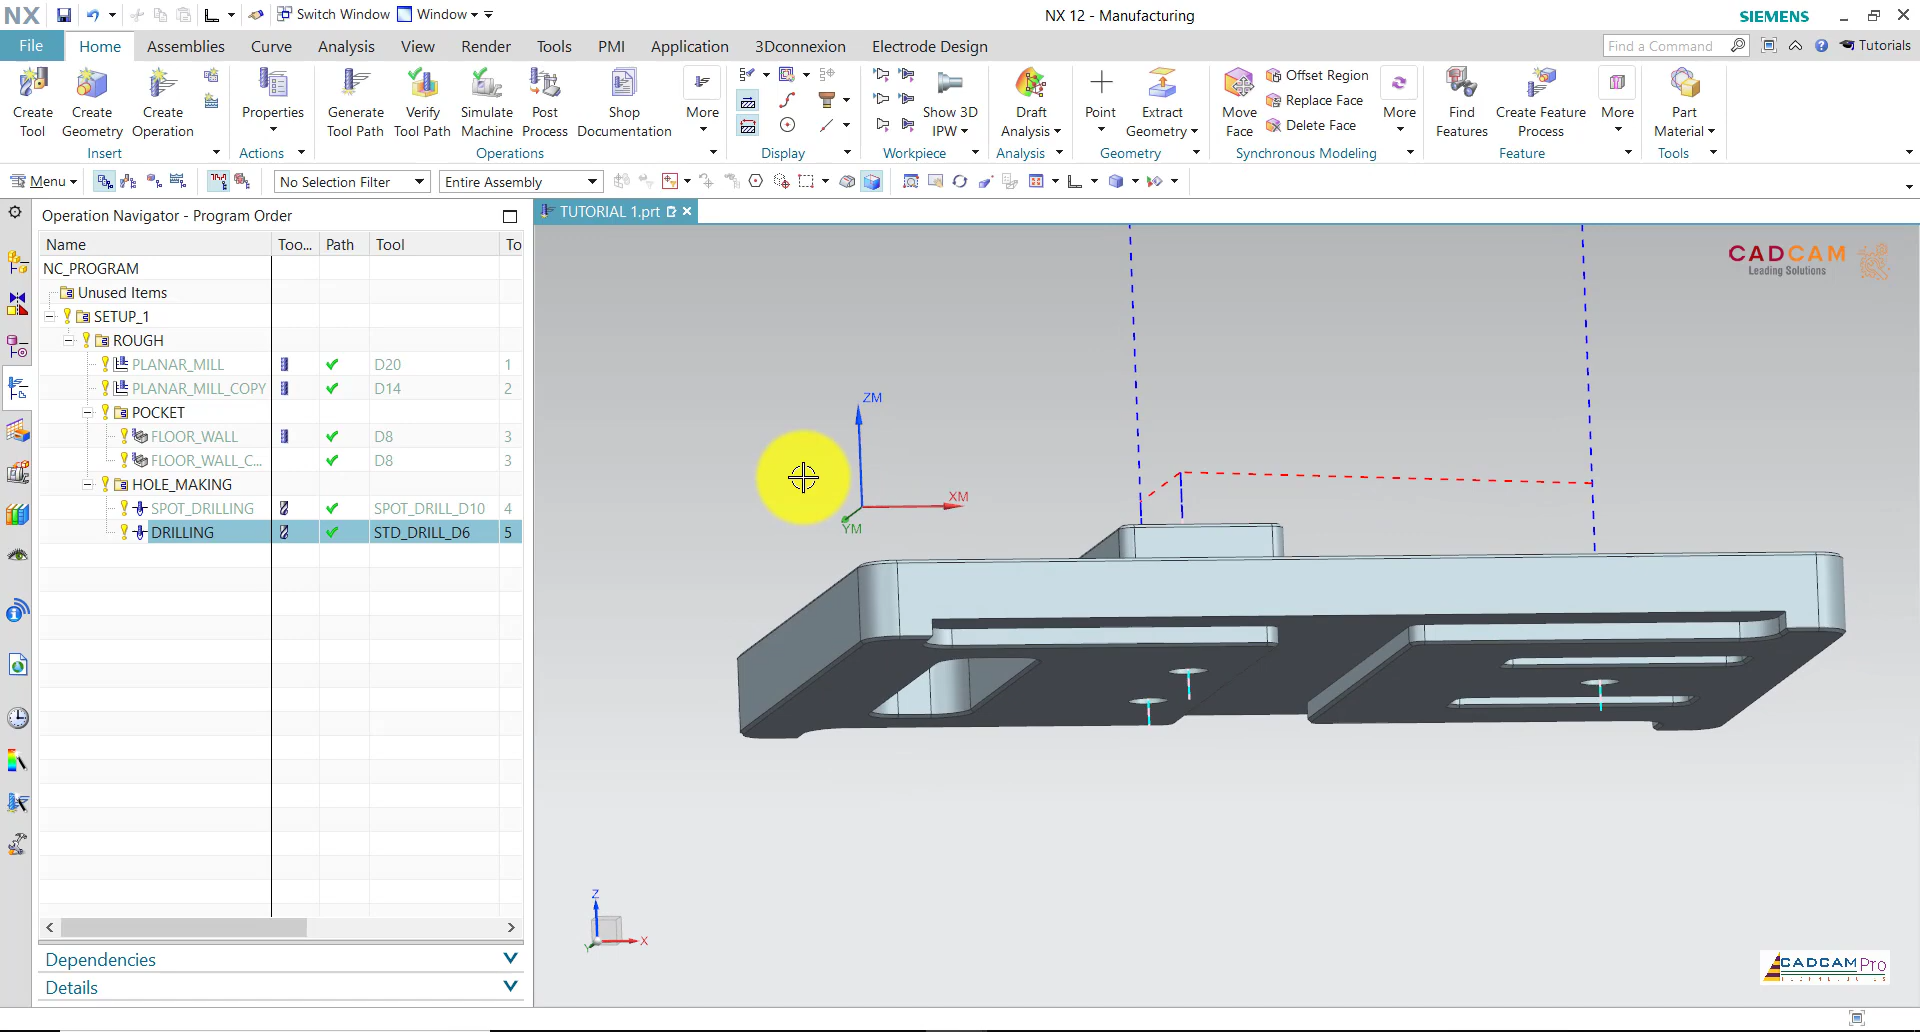 NX
Switch Window
Window
NX 12 - Manufacturing
SIEMENS
File
Home
Assemblies
Curve
Analysis
View
Render
Tools
PMI
Application
3Dconnexion
Electrode Design
Find a Command
Tutorials
Create Tool
Create Geometry
Create Operation
Properties
Generate Tool Path
Verify Tool Path
Simulate Machine
Post Process
Shop Documentation
More
Show 3D IPW
Draft Analysis
Point
Extract Geometry
Move Face
Offset Region
Replace Face
Delete Face
More
Find Features
Create Feature Process
More
Part Material
Insert
Actions
Operations
Display
Workpiece
Analysis
Geometry
Synchronous Modeling
Feature
Tools
Menu
No Selection Filter
Entire Assembly
Operation Navigator - Program Order
TUTORIAL 1.prt
Name Too... Path Tool To
NC_PROGRAM
Unused Items
SETUP_1
ROUGH
PLANAR_MILL D20 1
PLANAR_MILL_COPY D14 2
POCKET
FLOOR_WALL D8 3
FLOOR_WALL_C... D8 3
HOLE_MAKING
SPOT_DRILLING SPOT_DRILL_D10 4
DRILLING STD_DRILL_D6 5
Dependencies
Details
CADCAM
Leading Solutions
ZM
XM
YM
Z
X
Y
CADCAM Pro